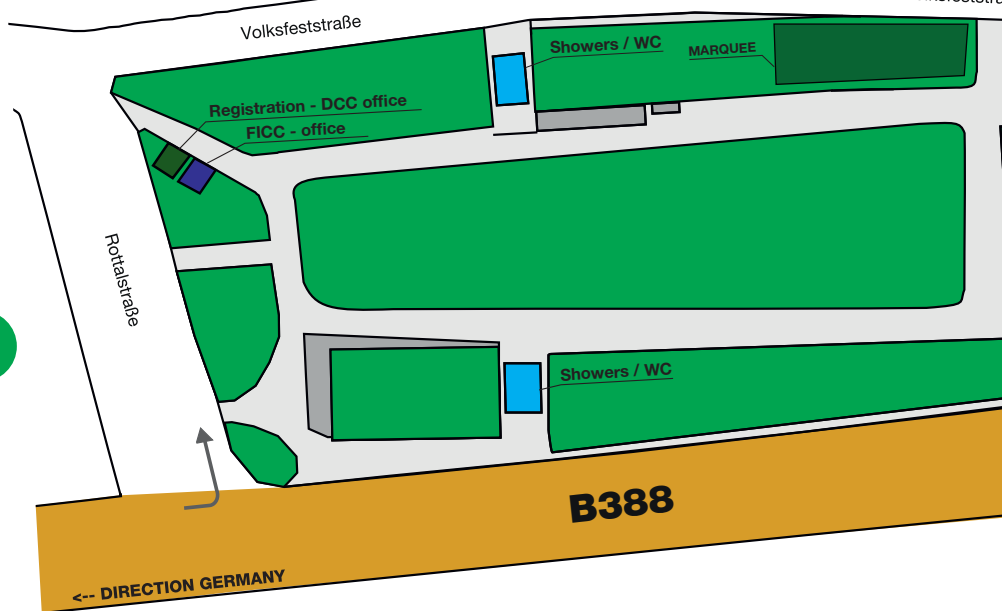 Volksfeststraße
Showers / WC
MARQUEE
Registration - DCC office
FICC - office
Rottalstraße
Showers / WC
B388
<-- DIRECTION GERMANY